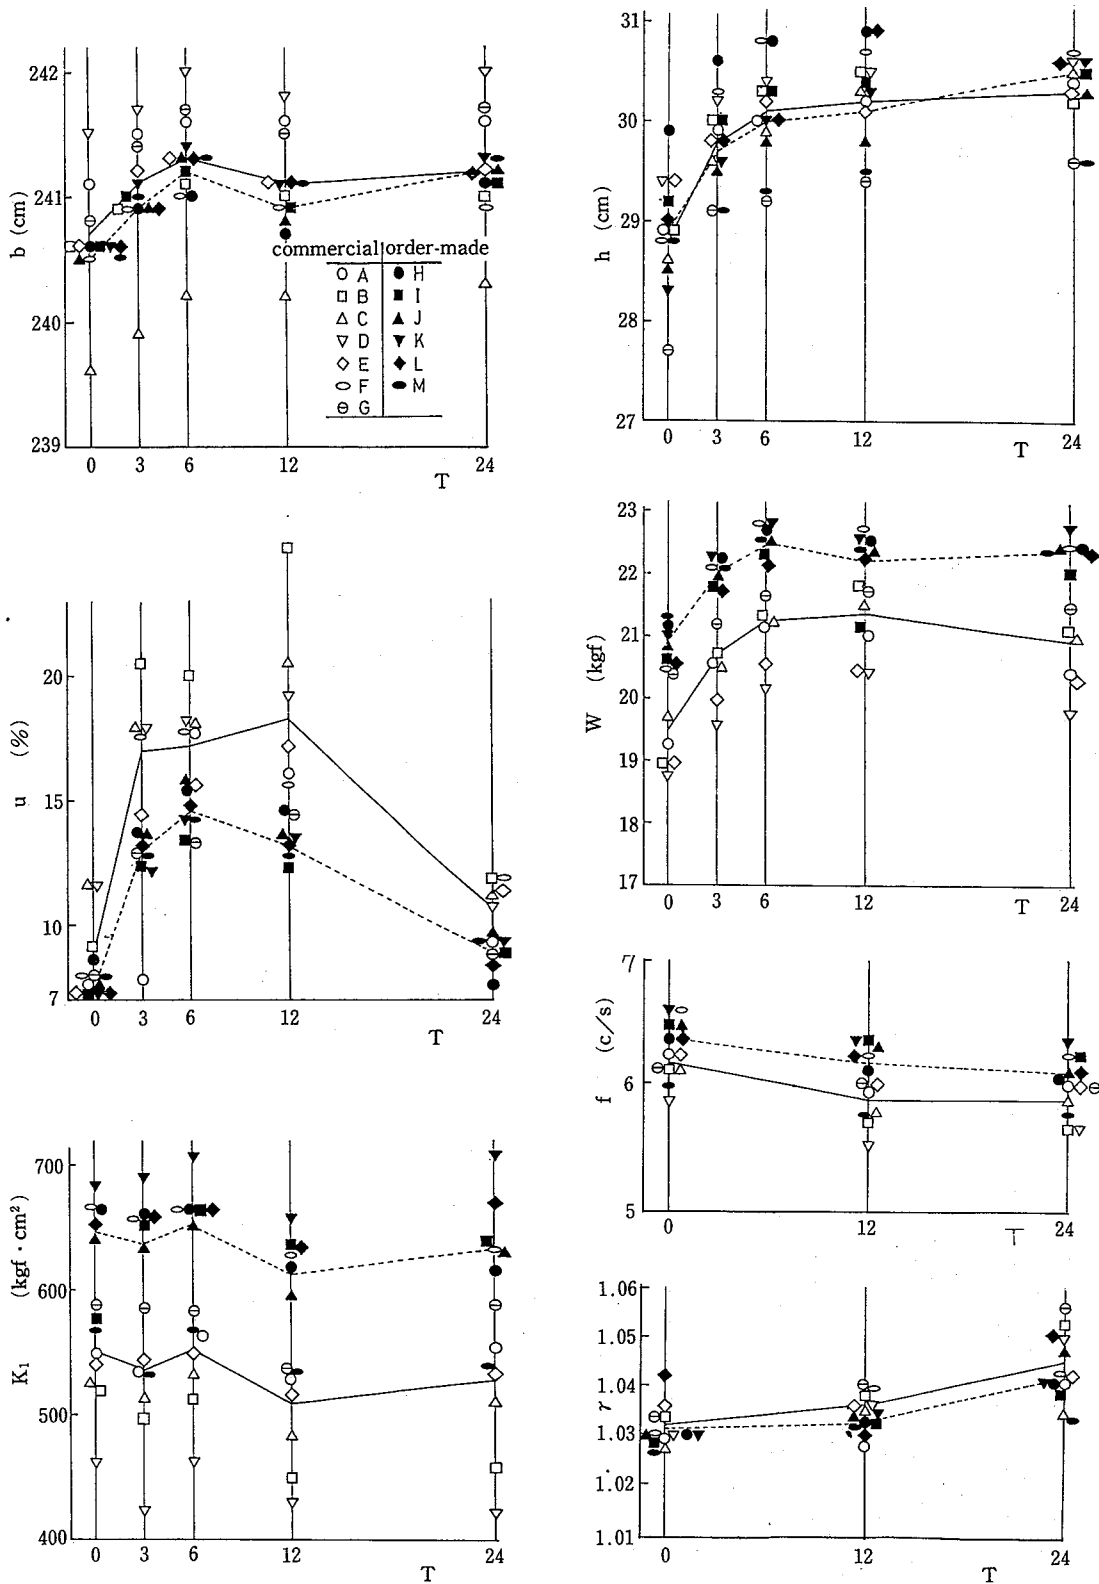 242
241
240
239
b (cm)
0 3 6 12 24
T
commercial order-made
A H
B I
C J
D K
E L
F M
G
31
30
29
28
27
h (cm)
0 3 6 12 24
T
20
15
10
7
u (%)
0 3 6 12 24
T
23
22
21
20
19
18
17
W (kgf)
0 3 6 12 24
T
7
6
5
f (c/s)
0 12 24
T
700
600
500
400
K₁ (kgf·cm²)
0 3 6 12 24
T
1.06
1.05
1.04
1.03
1.02
1.01
r
0 12 24
T